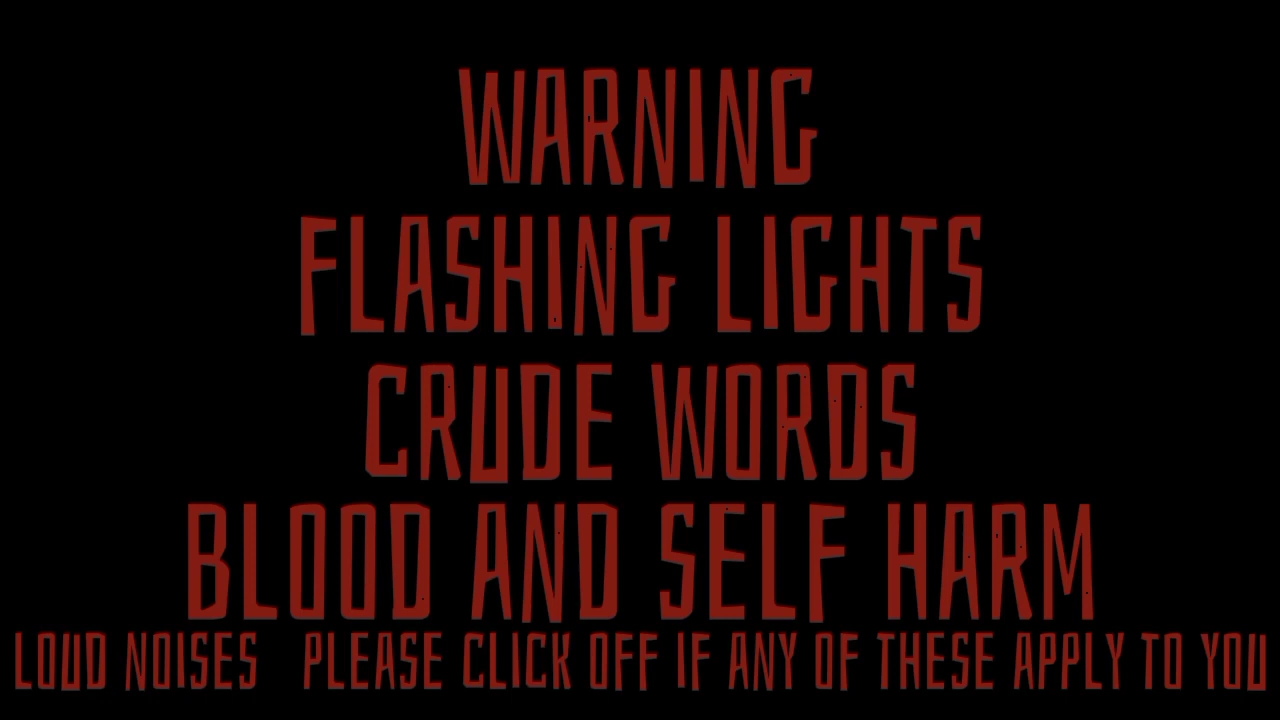 WARNING
FLASHING LIGHTS
CRUDE WORDS
BLOOD AND SELF HARM
LOUD NOISES PLEASE CLICK OFF IF ANY OF THESE APPLY TO YOU